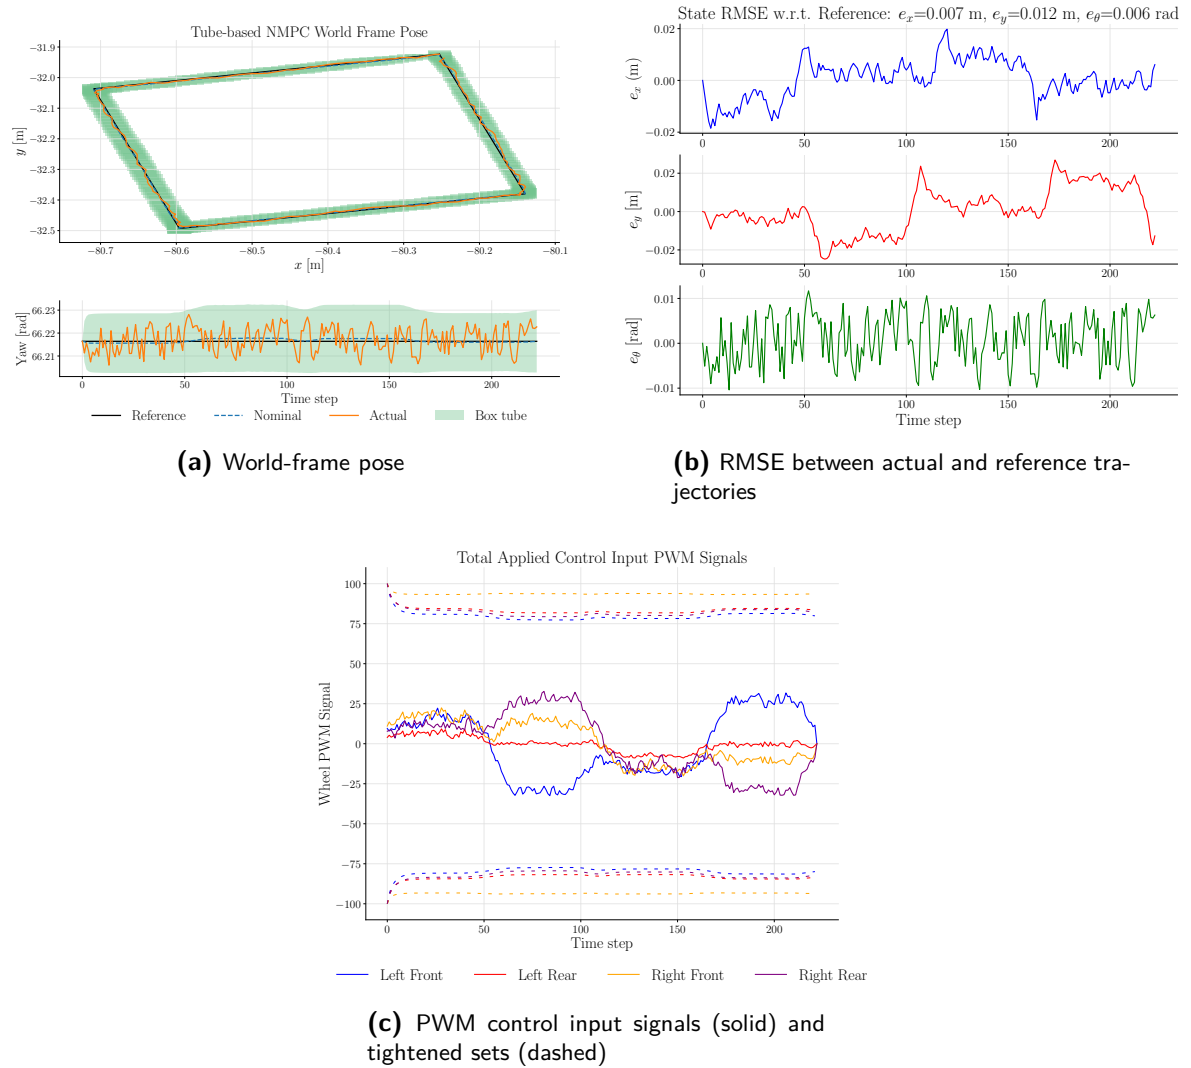 Tube-based NMPC World Frame Pose
−31.9
−32.0
−32.1
−32.2
−32.3
−32.4
−32.5
y [m]
−80.7 −80.6 −80.5 −80.4 −80.3 −80.2 −80.1
x [m]
66.23
66.22
66.21
Yaw [rad]
0 50 100 150 200
Time step
Reference Nominal Actual Box tube
(a) World-frame pose
State RMSE w.r.t. Reference: e_x=0.007 m, e_y=0.012 m, e_θ=0.006 rad
0.02
0.00
−0.02
e_x (m)
0 50 100 150 200
0.02
0.00
−0.02
e_y [m]
0 50 100 150 200
0.01
0.00
−0.01
e_θ [rad]
0 50 100 150 200
Time step
(b) RMSE between actual and reference tra-
jectories
Total Applied Control Input PWM Signals
100
75
50
25
0
−25
−50
−75
−100
Wheel PWM Signal
0 50 100 150 200
Time step
Left Front Left Rear Right Front Right Rear
(c) PWM control input signals (solid) and
tightened sets (dashed)